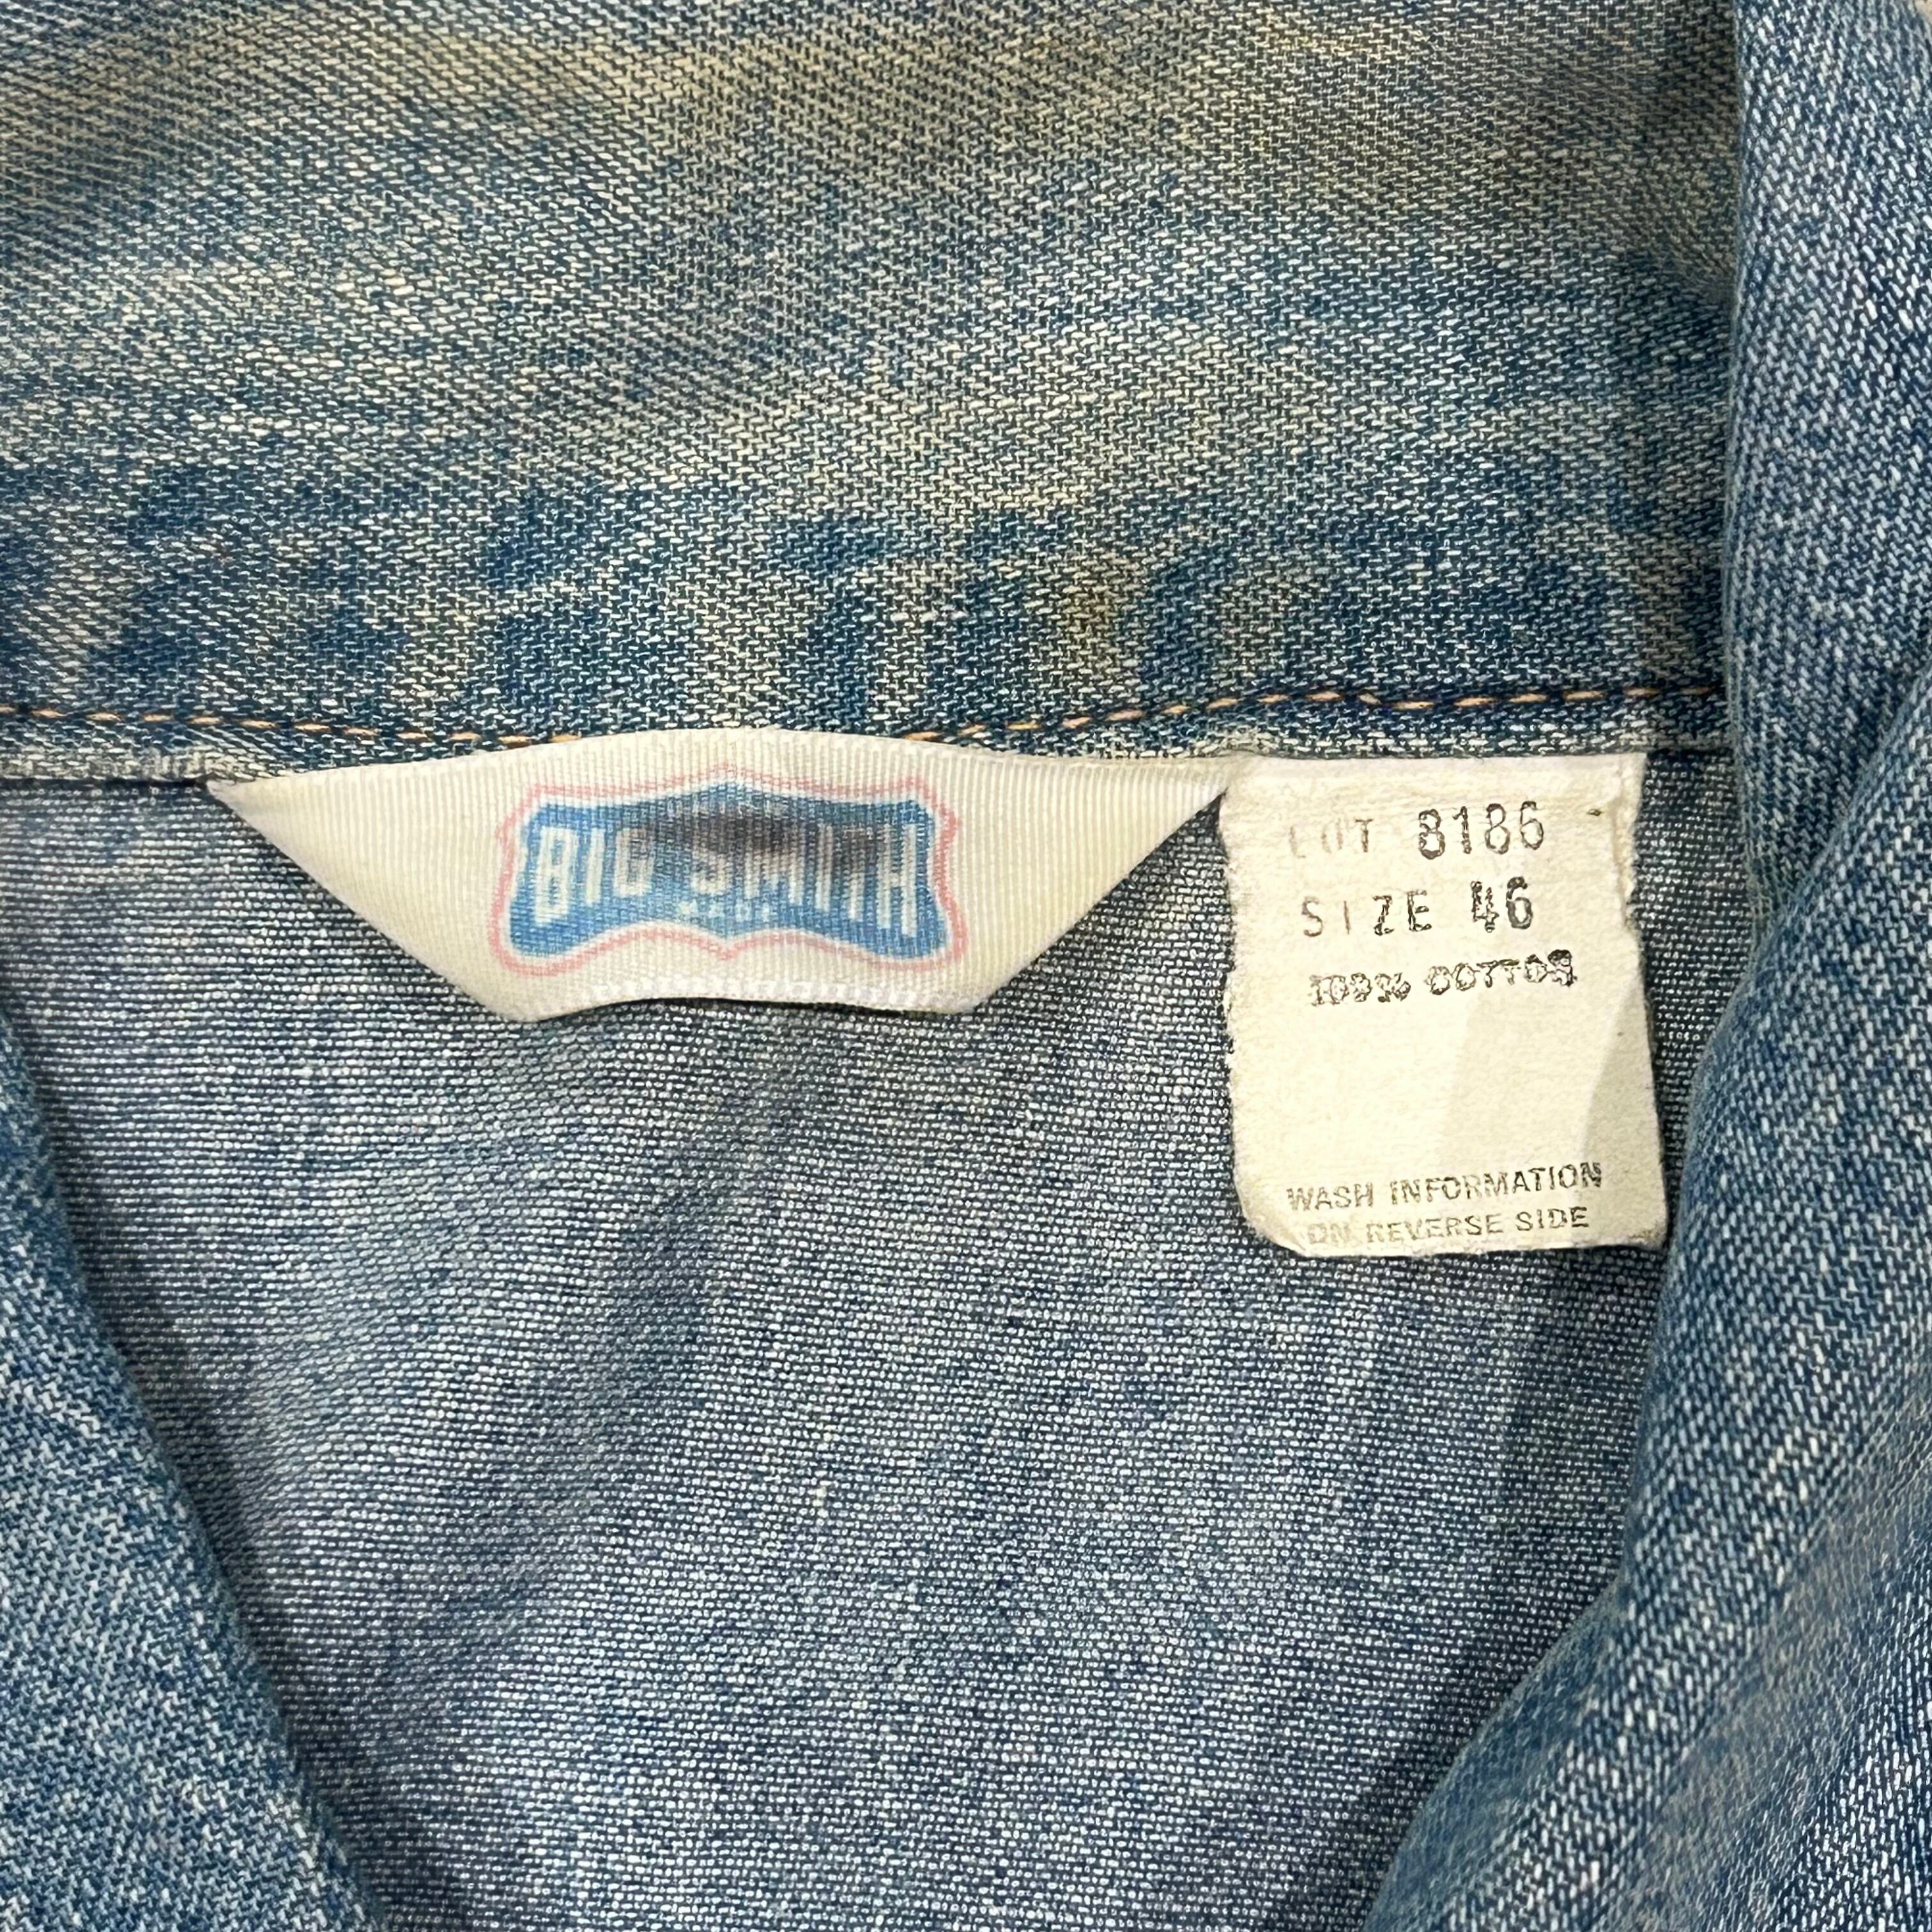 BIG SMITH
LOT 8186
SIZE 46
100% COTTON
WASH INFORMATION
ON REVERSE SIDE